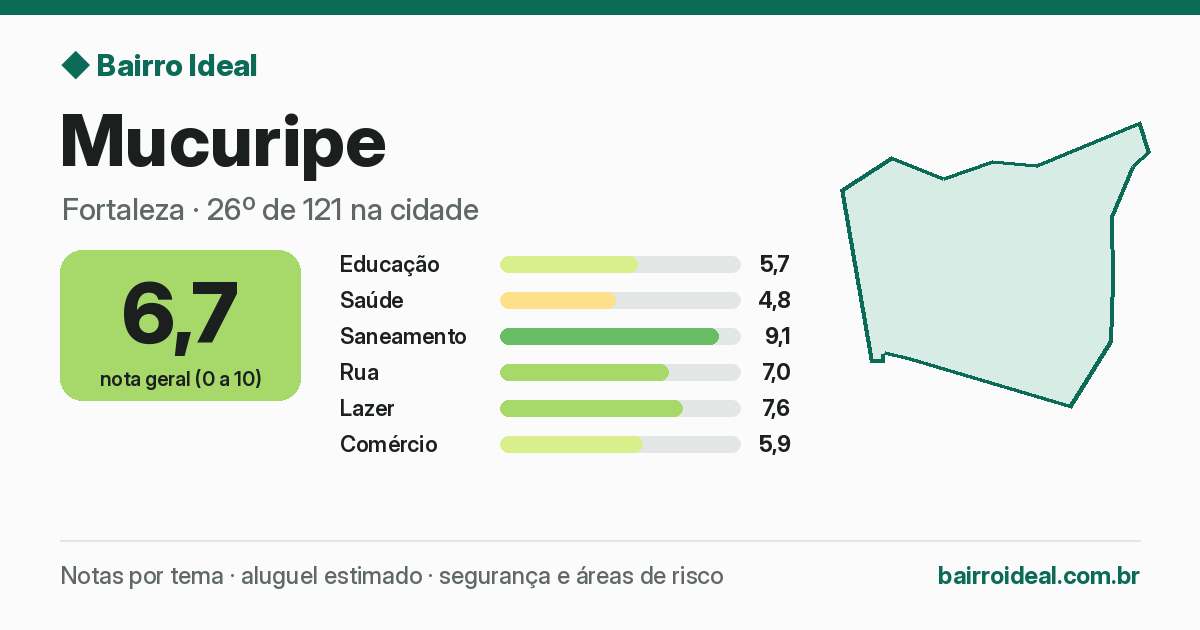 Bairro Ideal
Mucuripe
Fortaleza · 26º de 121 na cidade
6,7
nota geral (0 a 10)
Educação 5,7
Saúde 4,8
Saneamento 9,1
Rua 7,0
Lazer 7,6
Comércio 5,9
Notas por tema · aluguel estimado · segurança e áreas de risco
bairroideal.com.br